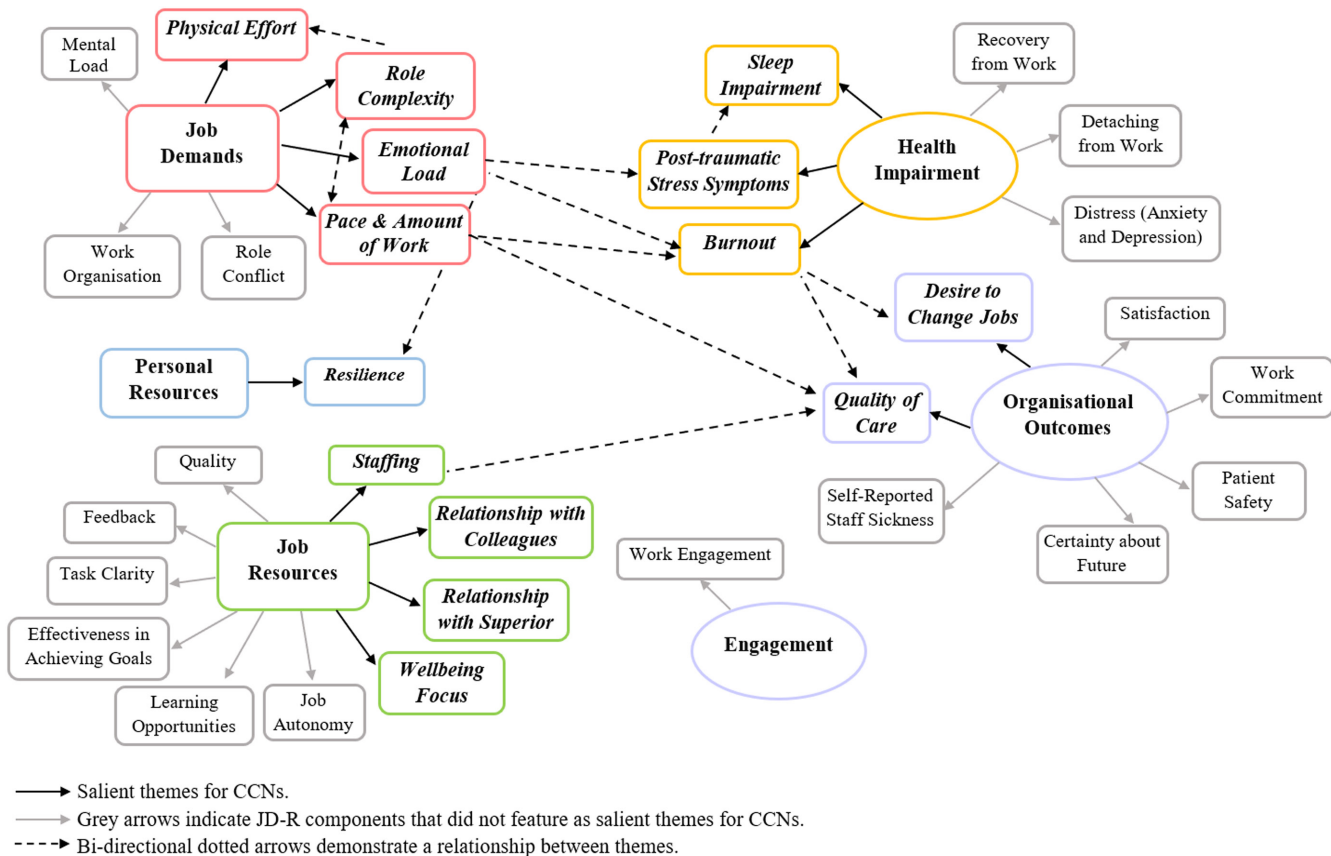 Physical Effort
Mental
Load
Role
Complexity
Job
Demands
Emotional
Load
Pace & Amount
of Work
Work
Organisation
Role
Conflict
Sleep
Impairment
Post-traumatic
Stress Symptoms
Burnout
Health
Impairment
Recovery
from Work
Detaching
from Work
Distress (Anxiety
and Depression)
Desire to
Change Jobs
Quality of
Care
Organisational
Outcomes
Satisfaction
Work
Commitment
Patient
Safety
Certainty about
Future
Self-Reported
Staff Sickness
Personal
Resources
Resilience
Quality
Staffing
Feedback
Relationship with
Colleagues
Job
Resources
Task Clarity
Relationship
with Superior
Effectiveness in
Achieving Goals
Wellbeing
Focus
Learning
Opportunities
Job
Autonomy
Work Engagement
Engagement
Salient themes for CCNs.
Grey arrows indicate JD-R components that did not feature as salient themes for CCNs.
Bi-directional dotted arrows demonstrate a relationship between themes.